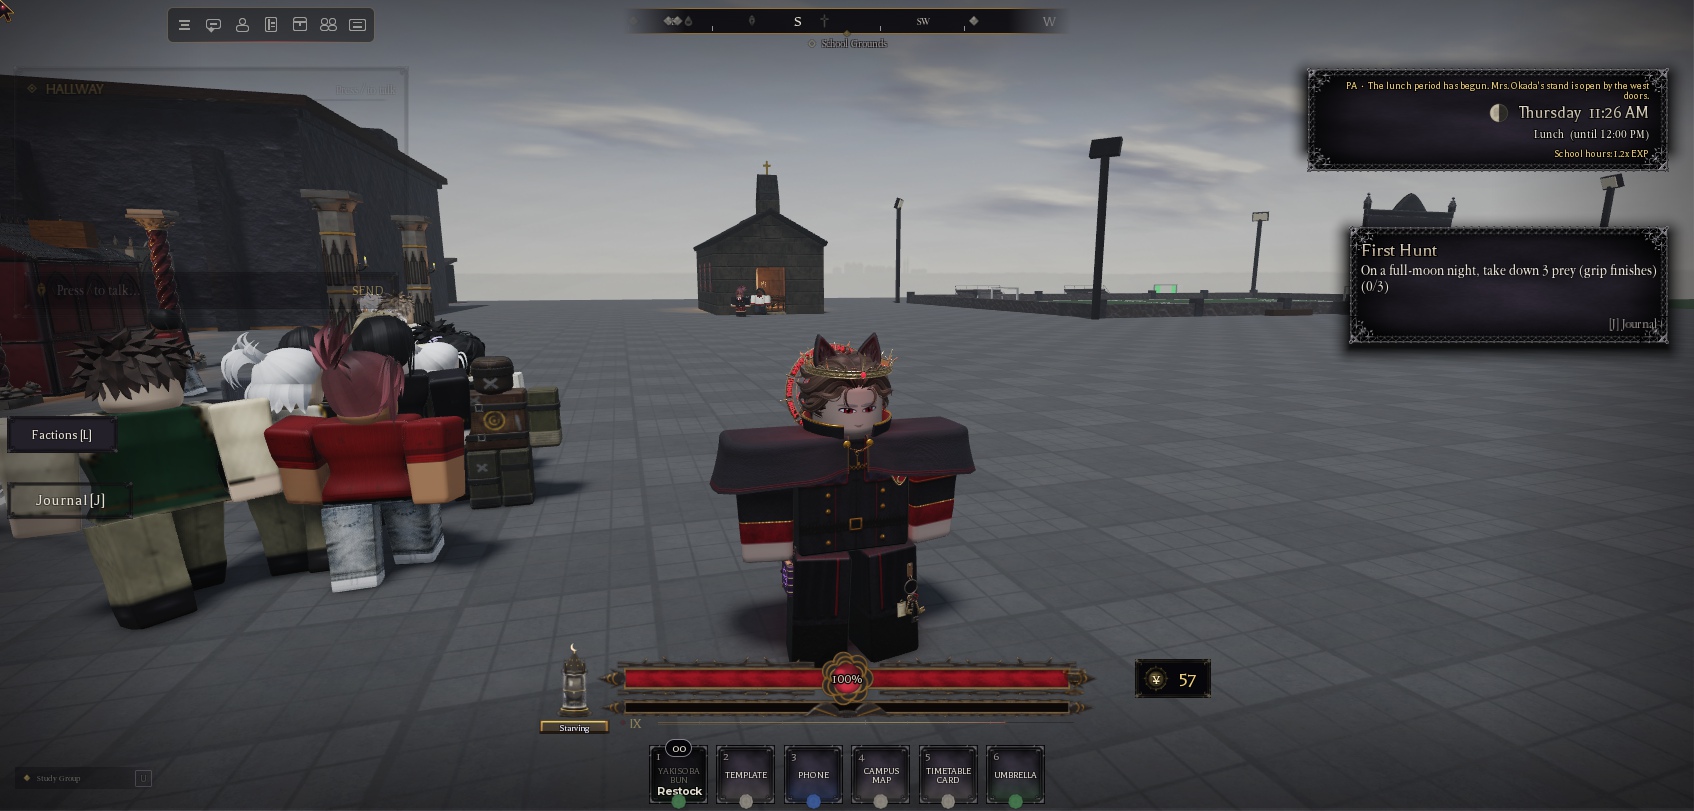 S
SW
W
School Grounds
HALLWAY
PA · The lunch period has begun. Mrs. Okada's stand is open by the west
doors.
Thursday 11:26 AM
Lunch (until 12:00 PM)
School hours: 1.2x EXP
First Hunt
On a full-moon night, take down 3 prey (grip finishes)
(0/3)
[J] Journal
Press / to talk...
SEND
Factions [L]
Journal [J]
100%
¥ 57
Starving
IX
00
1
YAKISOBA
BUN
Restock
2
TEMPLATE
3
PHONE
4
CAMPUS
MAP
5
TIMETABLE
CARD
6
UMBRELLA
Study Group
U